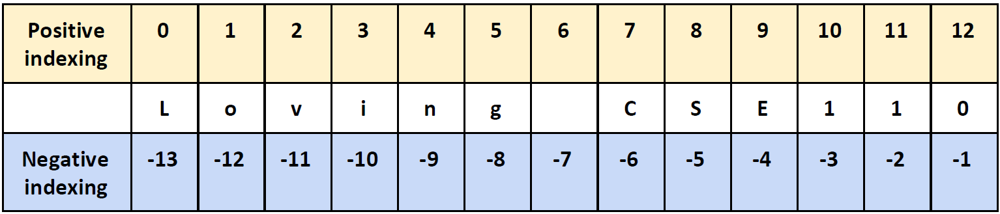 Positive indexing 0 1 2 3 4 5 6 7 8 9 10 11 12
L o v i n g C S E 1 1 0
Negative indexing -13 -12 -11 -10 -9 -8 -7 -6 -5 -4 -3 -2 -1